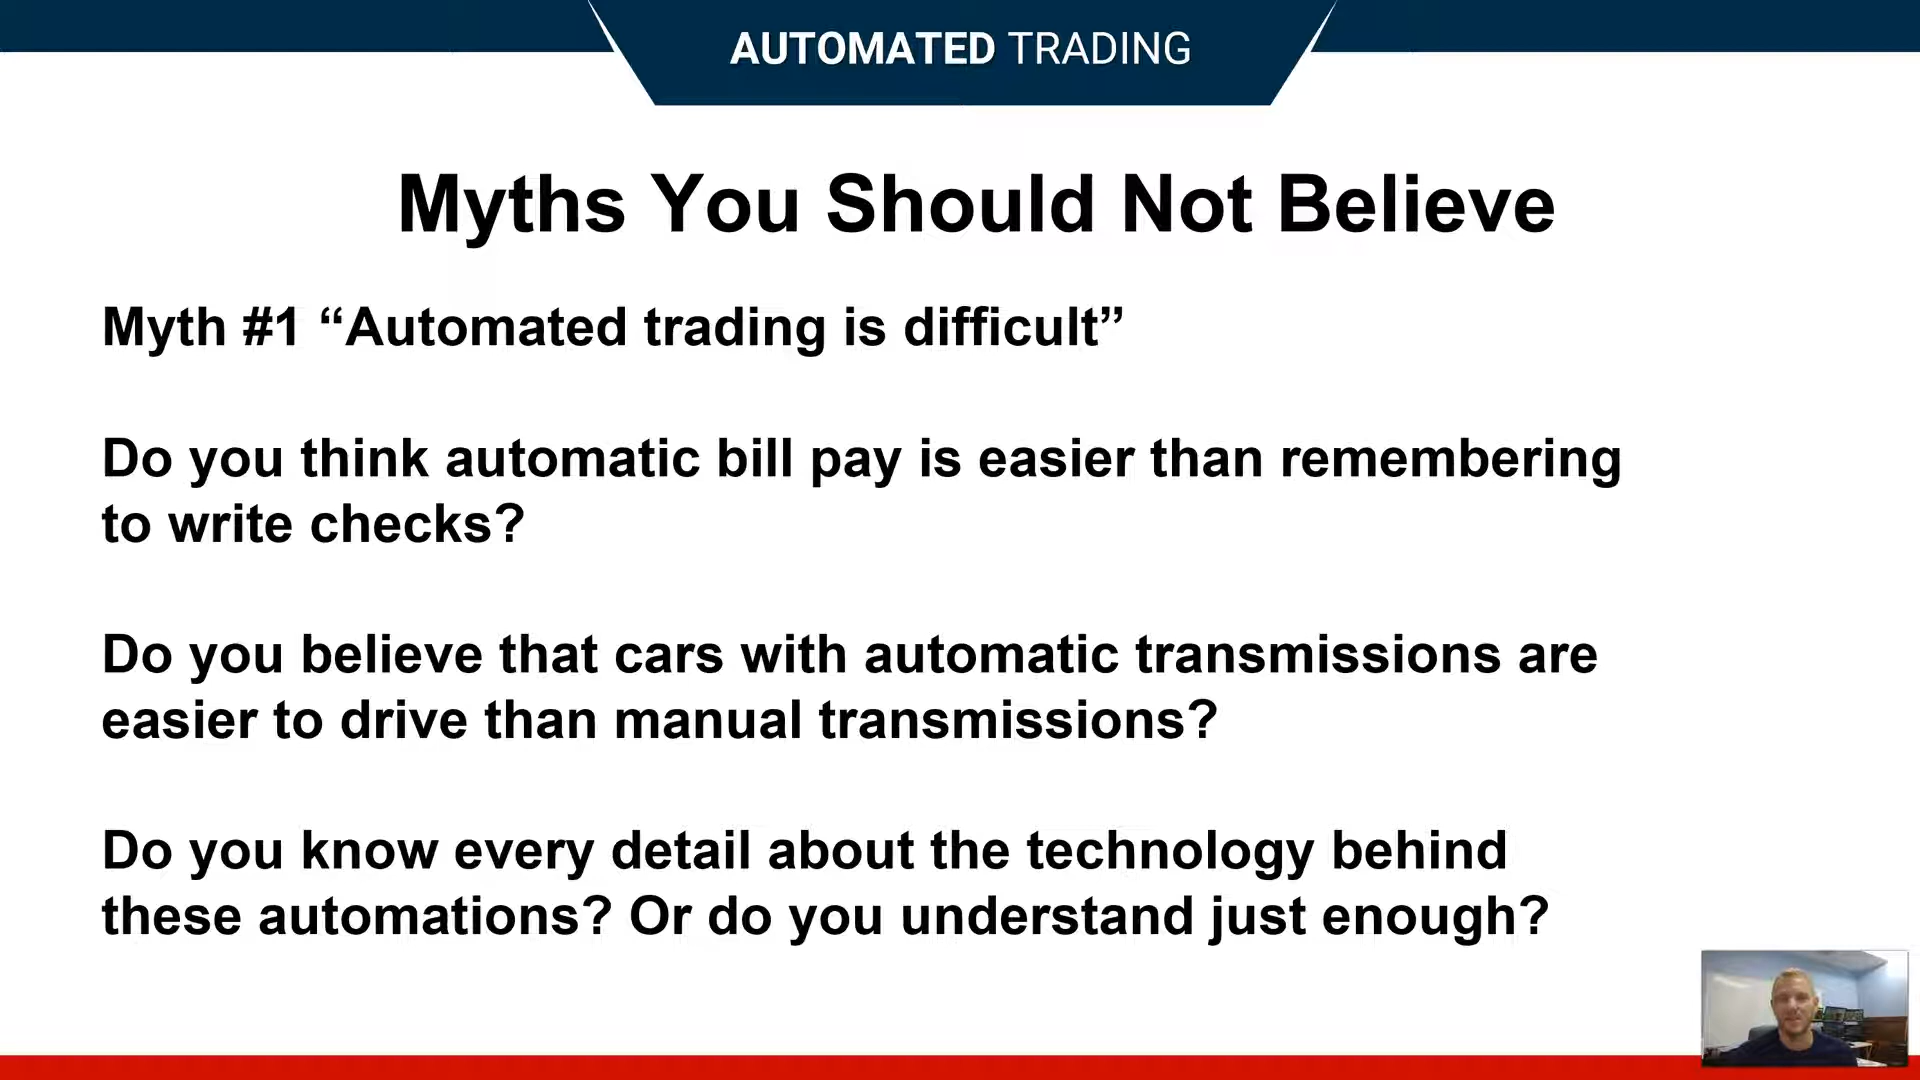 AUTOMATED TRADING
Myths You Should Not Believe
Myth #1 “Automated trading is difficult”
Do you think automatic bill pay is easier than remembering
to write checks?
Do you believe that cars with automatic transmissions are
easier to drive than manual transmissions?
Do you know every detail about the technology behind
these automations? Or do you understand just enough?